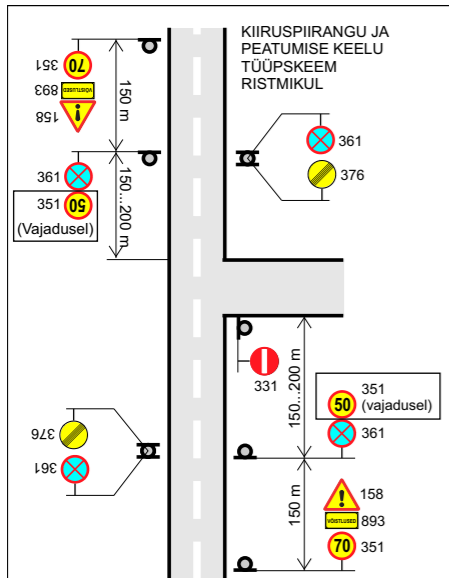 KIIRUSPIIRANGU JA
PEATUMISE KEELU
TÜÜPSKEEM
RISTMIKUL
351
70
893
VÕISTLUSED
158
150 m
361
351
50
(Vajadusel)
150...200 m
361
376
331
150...200 m
50
351
(vajadusel)
361
376
361
150 m
158
VÕISTLUSED
893
70
351